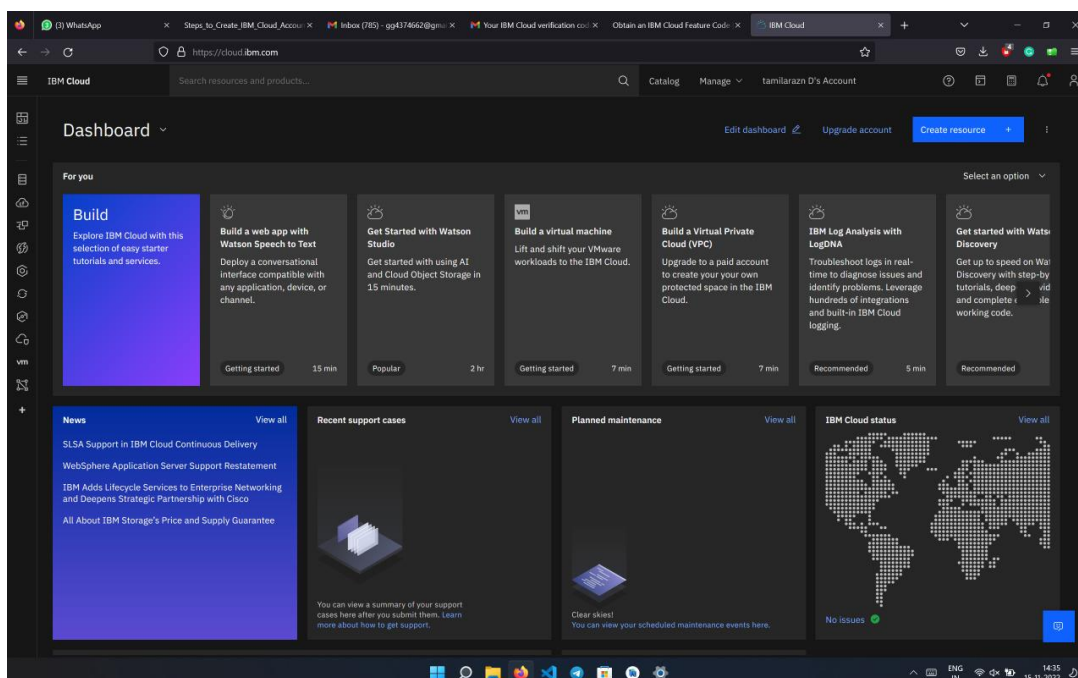 (3) WhatsApp
Steps_to_Create_IBM_Cloud_Accou
Inbox (785) - gg4374662@gm
Your IBM Cloud verification cod
Obtain an IBM Cloud Feature Code
IBM Cloud
https://cloud.ibm.com
IBM Cloud
Search resources and products...
Catalog
Manage
tamilarazn D's Account
Dashboard
Edit dashboard
Upgrade account
Create resource +
For you
Select an option
Build
Explore IBM Cloud with this
selection of easy starter
tutorials and services.
Build a web app with
Watson Speech to Text
Deploy a conversational
interface compatible with
any application, device, or
channel.
Getting started 15 min
Get Started with Watson
Studio
Get started with using AI
and Cloud Object Storage in
15 minutes.
Popular 2 hr
vm
Build a virtual machine
Lift and shift your VMware
workloads to the IBM Cloud.
Getting started 7 min
Build a Virtual Private
Cloud (VPC)
Upgrade to a paid account
to create your your own
protected space in the IBM
Cloud.
Getting started 7 min
IBM Log Analysis with
LogDNA
Troubleshoot logs in real-
time to diagnose issues and
identify problems. Leverage
hundreds of integrations
and built-in IBM Cloud
logging.
Recommended 5 min
Get started with Wats
Discovery
Get up to speed on Wat
Discovery with step-by
tutorials, deep vid
and complete
working code.
Recommended
vm
News
View all
SLSA Support in IBM Cloud Continuous Delivery
WebSphere Application Server Support Restatement
IBM Adds Lifecycle Services to Enterprise Networking
and Deepens Strategic Partnership with Cisco
All About IBM Storage's Price and Supply Guarantee
Recent support cases
View all
You can view a summary of your support
cases here after you submit them. Learn
more about how to get support.
Planned maintenance
View all
Clear skies!
You can view your scheduled maintenance events here.
IBM Cloud status
View all
No issues
ENG
IN
14:35
15-11-2022